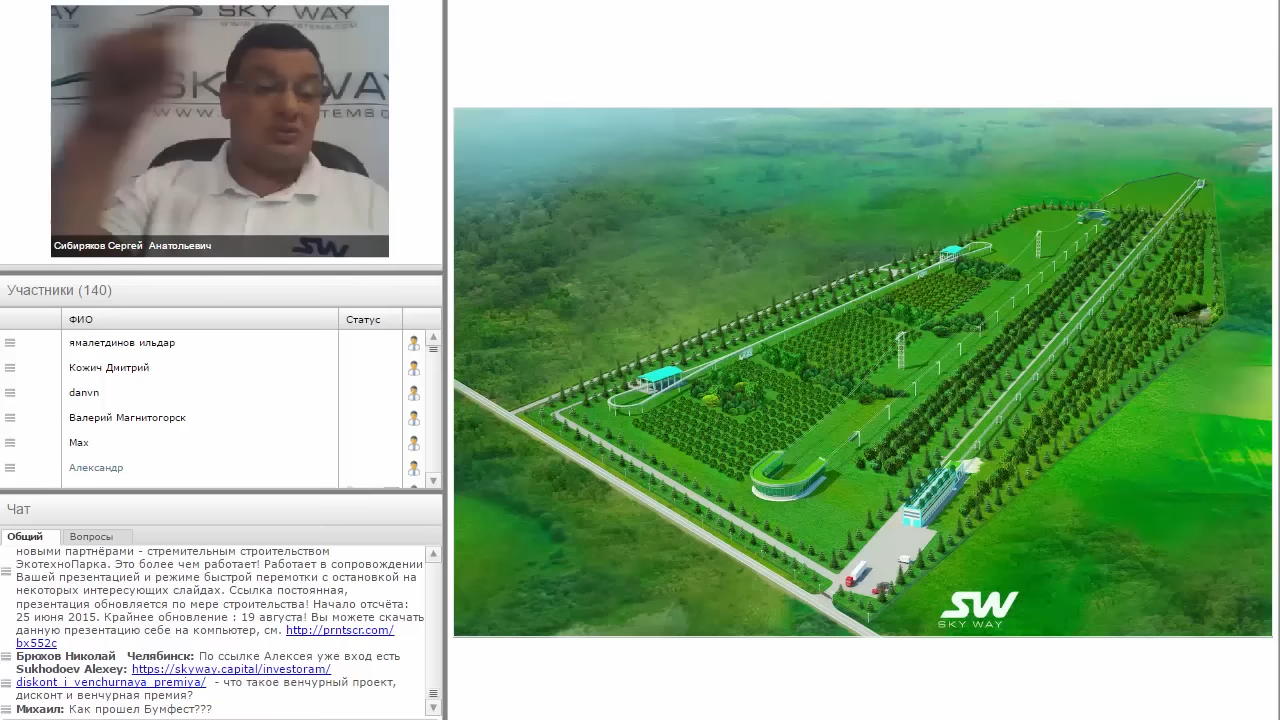 SKY WAY
SKY WAY
Сибиряков Сергей Анатольевич
SW
Участники (140)
ФИО
Статус
ямалетдинов ильдар
Кожич Дмитрий
danvn
Валерий Магнитогорск
Max
Александр
Чат
Общий
Вопросы
новыми партнёрами - стремительным строительством
ЭкотехноПарка. Это более чем работает! Работает в сопровождении
Вашей презентацией и режиме быстрой перемотки с остановкой на
некоторых интересующих слайдах. Ссылка постоянная,
презентация обновляется по мере строительства! Начало отсчёта:
25 июня 2015. Крайнее обновление : 19 августа! Вы можете скачать
данную презентацию себе на компьютер, см. http://prntscr.com/
bx552c
Брюхов Николай Челябинск: По ссылке Алексея уже вход есть
Sukhodoev Alexey: https://skyway.capital/investoram/
diskont_i_venchurnaya_premiya/ - что такое венчурный проект,
дисконт и венчурная премия?
Михаил: Как прошел Бумфест???
SW
SKY WAY